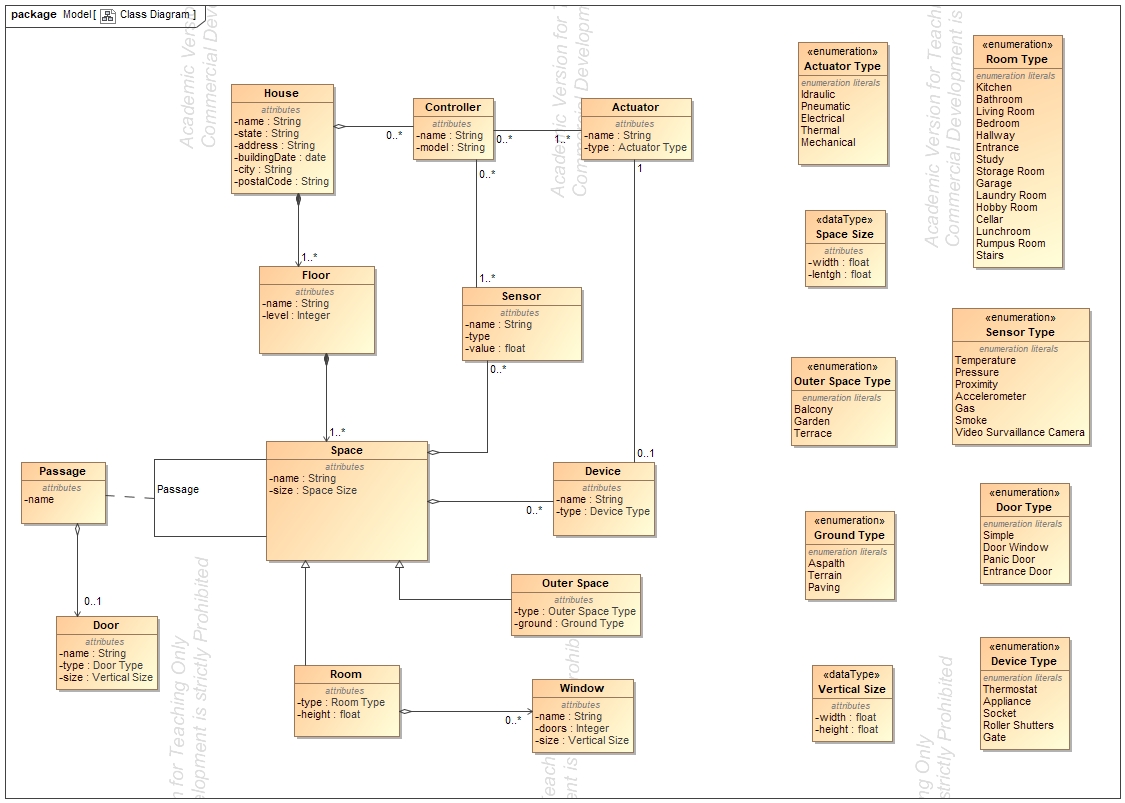 package Model[ Class Diagram ]
House
attributes
-name : String
-state : String
-address : String
-buildingDate : date
-city : String
-postalCode : String
0..*
Controller
attributes
-name : String
-model : String
0..*
1..*
Actuator
attributes
-name : String
-type : Actuator Type
0..*
1
1..*
Floor
attributes
-name : String
-level : Integer
1..*
Sensor
attributes
-name : String
-type
-value : float
0..*
1..*
Space
attributes
-name : String
-size : Space Size
0..1
Passage
attributes
-name
Passage
0..*
Device
attributes
-name : String
-type : Device Type
0..1
Door
attributes
-name : String
-type : Door Type
-size : Vertical Size
Outer Space
attributes
-type : Outer Space Type
-ground : Ground Type
Room
attributes
-type : Room Type
-height : float
0..*
Window
attributes
-name : String
-doors : Integer
-size : Vertical Size
«enumeration»
Actuator Type
enumeration literals
Idraulic
Pneumatic
Electrical
Thermal
Mechanical
«dataType»
Space Size
attributes
-width : float
-lentgh : float
«enumeration»
Outer Space Type
enumeration literals
Balcony
Garden
Terrace
«enumeration»
Ground Type
enumeration literals
Aspalth
Terrain
Paving
«dataType»
Vertical Size
attributes
-width : float
-height : float
«enumeration»
Room Type
enumeration literals
Kitchen
Bathroom
Living Room
Bedroom
Hallway
Entrance
Study
Storage Room
Garage
Laundry Room
Hobby Room
Cellar
Lunchroom
Rumpus Room
Stairs
«enumeration»
Sensor Type
enumeration literals
Temperature
Pressure
Proximity
Accelerometer
Gas
Smoke
Video Survaillance Camera
«enumeration»
Door Type
enumeration literals
Simple
Door Window
Panic Door
Entrance Door
«enumeration»
Device Type
enumeration literals
Thermostat
Appliance
Socket
Roller Shutters
Gate
Academic Version for
Commercial Development
Academic Version for Teaching
Commercial Development is
for Teaching Only
is strictly Prohibited